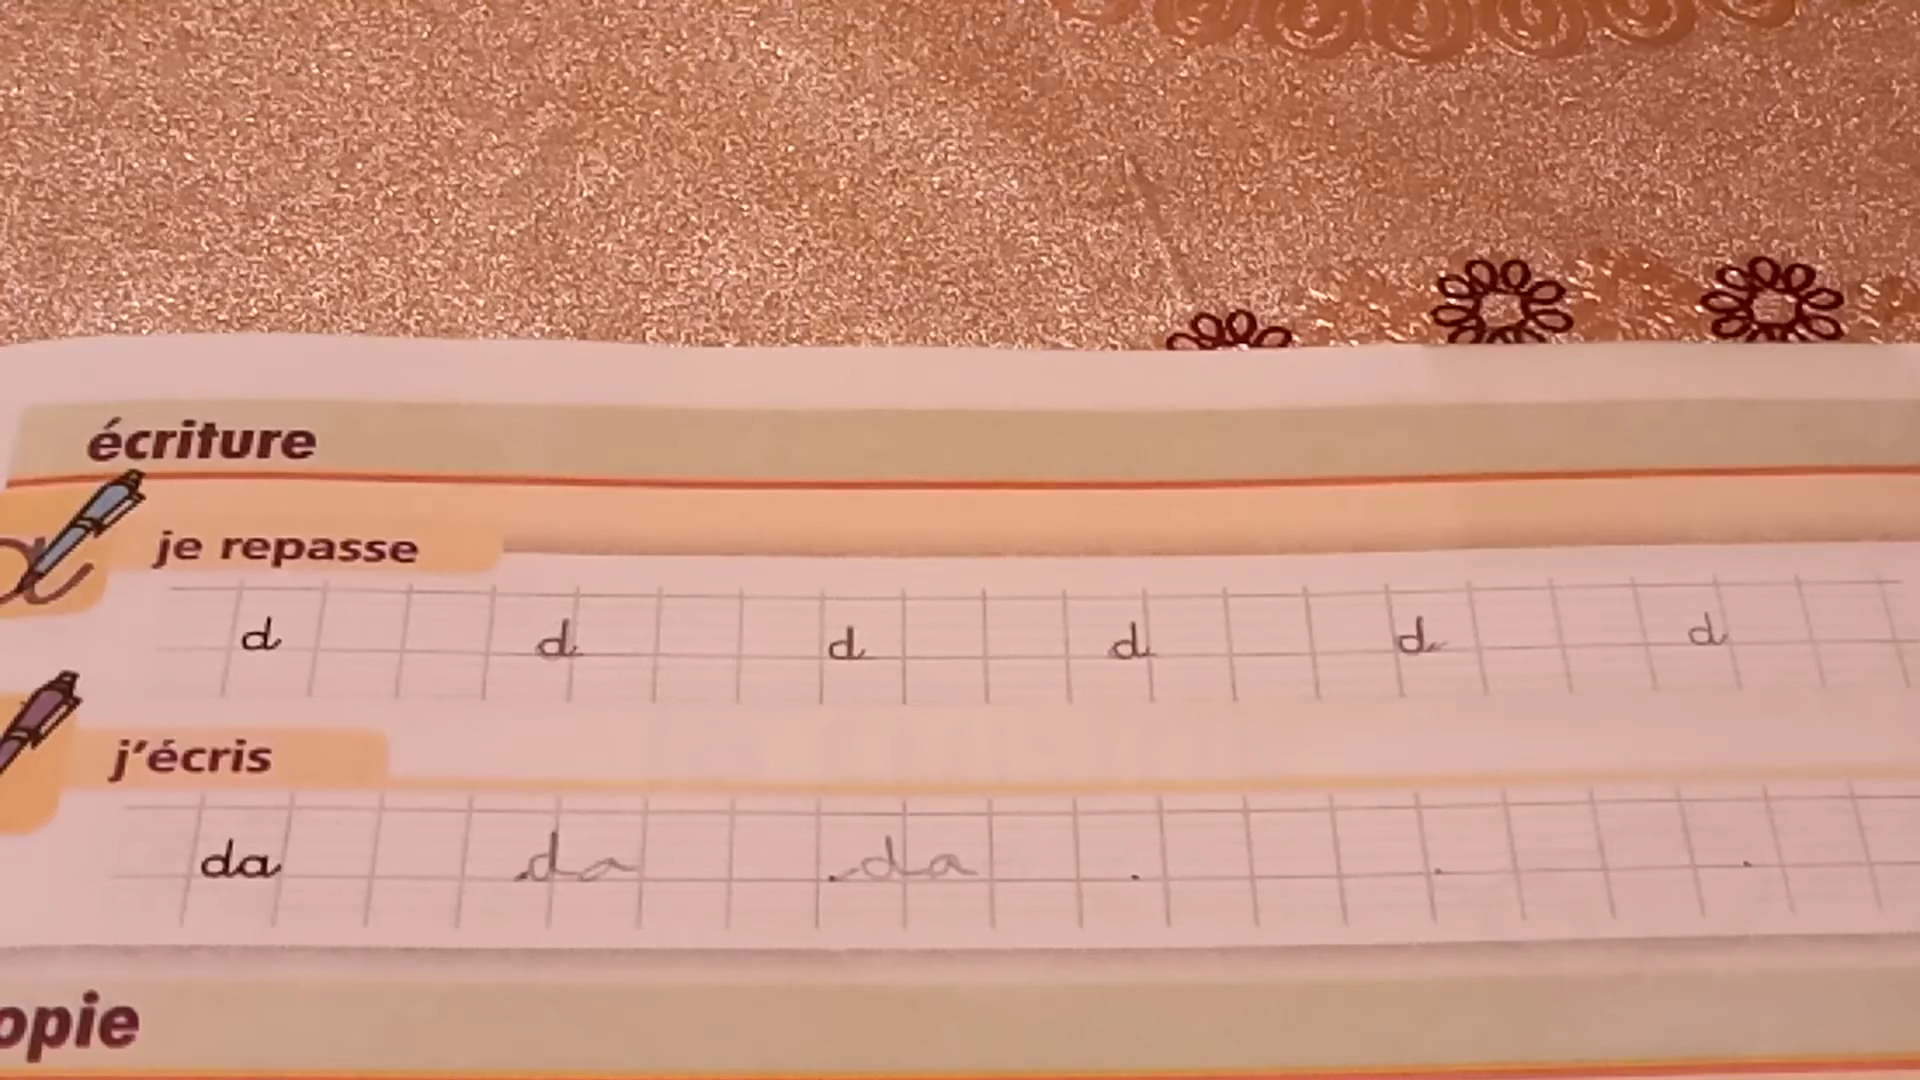 écriture
je repasse
d d d d d d
j'écris
da .da .da . . .
opie